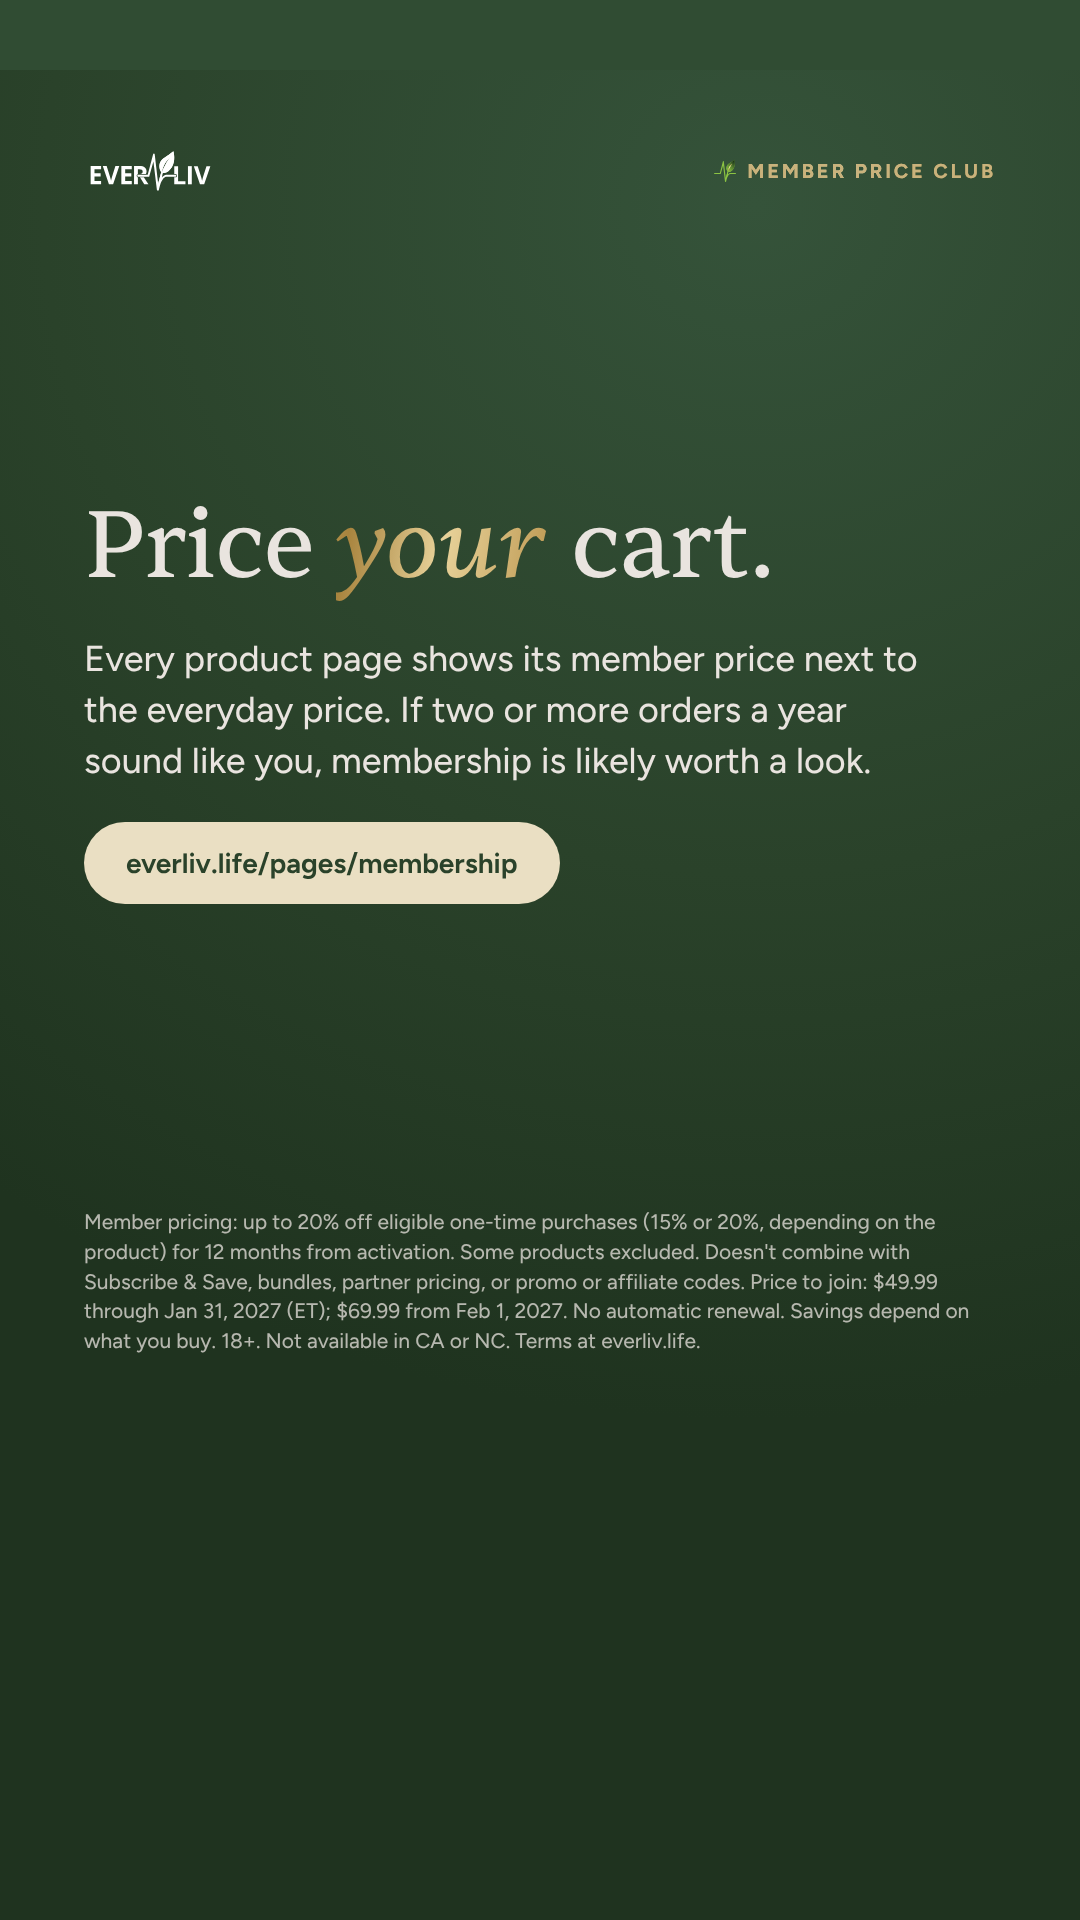 EVERLIV
MEMBER PRICE CLUB
Price your cart.
Every product page shows its member price next to
the everyday price. If two or more orders a year
sound like you, membership is likely worth a look.
everliv.life/pages/membership
Member pricing: up to 20% off eligible one-time purchases (15% or 20%, depending on the
product) for 12 months from activation. Some products excluded. Doesn't combine with
Subscribe & Save, bundles, partner pricing, or promo or affiliate codes. Price to join: $49.99
through Jan 31, 2027 (ET); $69.99 from Feb 1, 2027. No automatic renewal. Savings depend on
what you buy. 18+. Not available in CA or NC. Terms at everliv.life.